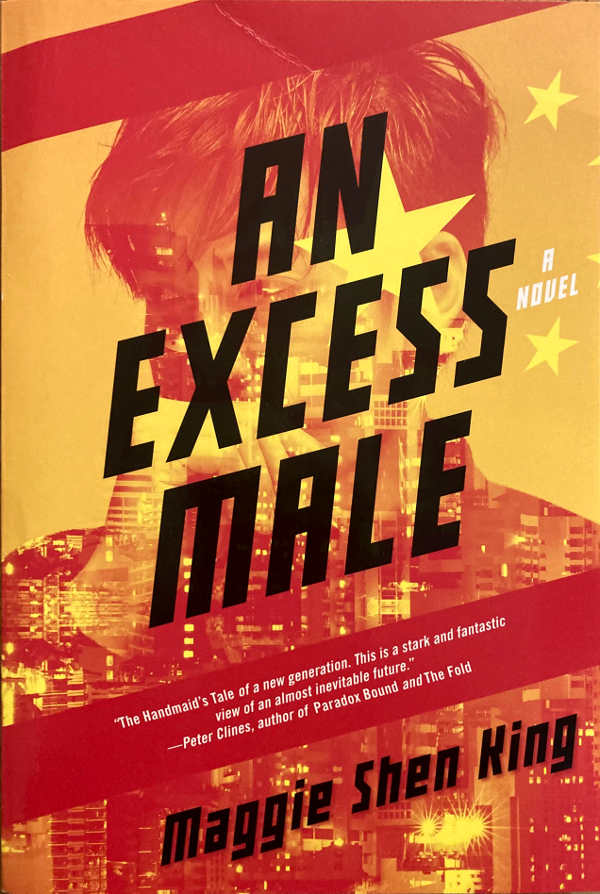 AN
EXCESS
MALE
A
NOVEL
"The Handmaid's Tale of a new generation. This is a stark and fantastic
view of an almost inevitable future."
—Peter Clines, author of Paradox Bound and The Fold
Maggie Shen King